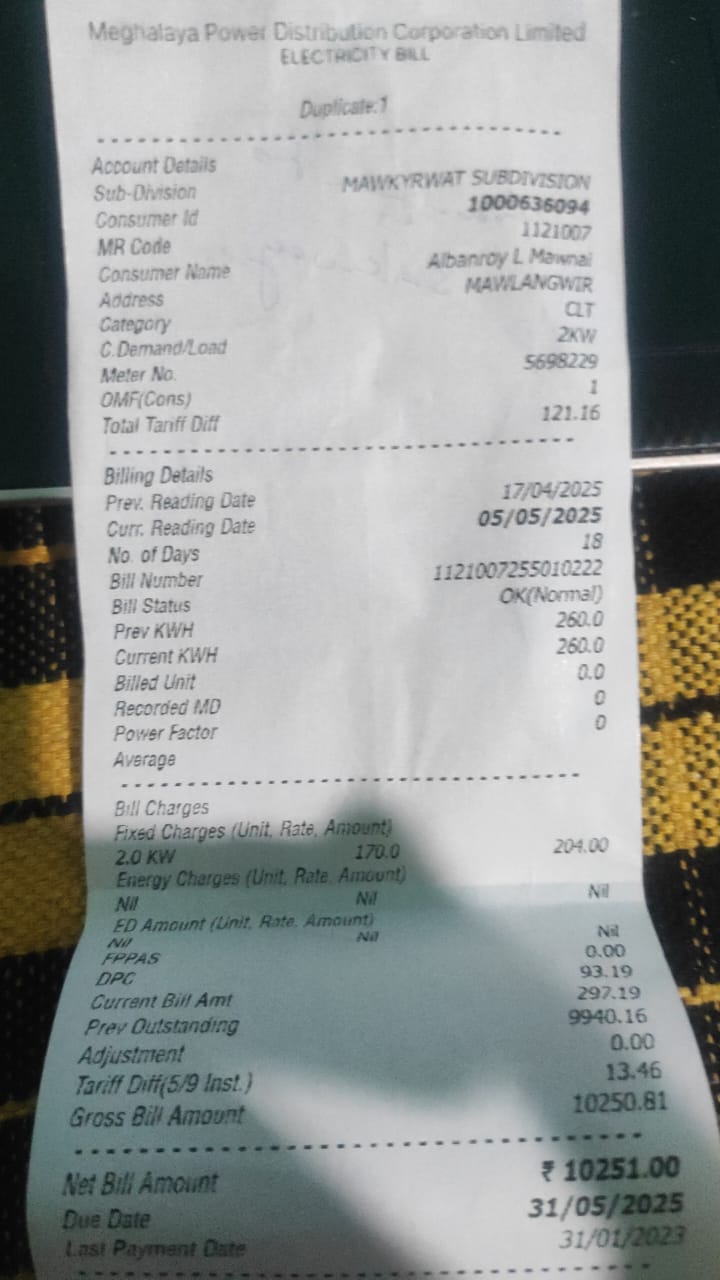 Meghalaya Power Distribution Corporation Limited
ELECTRICITY BILL
Duplicate:1
Account Details
Sub-Division MAWKYRWAT SUBDIVISION
Consumer Id 1000636094
MR Code 1121007
Consumer Name Albanroy L Mawnai
Address MAWLANGWIR
Category CLT
C.Demand/Load 2KW
Meter No. 5698229
OMF(Cons) 1
Total Tariff Diff 121.16
Billing Details
Prev. Reading Date 17/04/2025
Curr. Reading Date 05/05/2025
No. of Days 18
Bill Number 1121007255010222
Bill Status OK(Normal)
Prev KWH 260.0
Current KWH 260.0
Billed Unit 0.0
Recorded MD 0
Power Factor 0
Average
Bill Charges
Fixed Charges (Unit, Rate, Amount)
2.0 KW 170.0 204.00
Energy Charges (Unit, Rate, Amount)
Nil Nil Nil
ED Amount (Unit, Rate, Amount)
Nil Nil Nil
FPPAS 0.00
DPC 93.19
Current Bill Amt 297.19
Prev Outstanding 9940.16
Adjustment 0.00
Tariff Diff(5/9 Inst.) 13.46
Gross Bill Amount 10250.81
Net Bill Amount ₹ 10251.00
Due Date 31/05/2025
Last Payment Date 31/01/2023